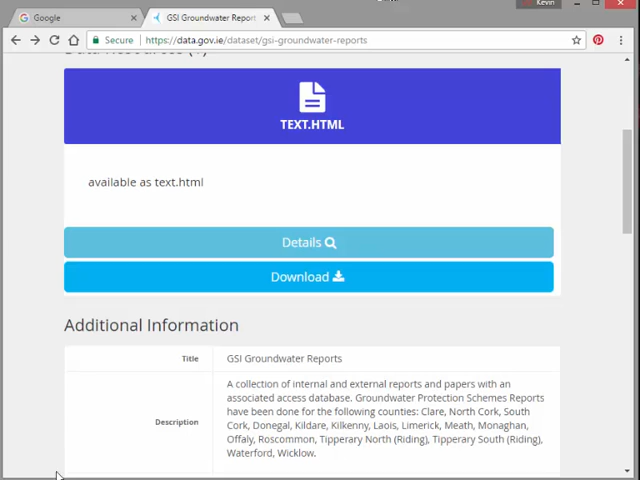 Kevin
Google
GSI Groundwater Report
Secure
https://data.gov.ie/dataset/gsi-groundwater-reports
TEXT.HTML
available as text.html
Details
Download
Additional Information
Title
GSI Groundwater Reports
Description
A collection of internal and external reports and papers with an
associated access database. Groundwater Protection Schemes Reports
have been done for the following counties: Clare, North Cork, South
Cork, Donegal, Kildare, Kilkenny, Laois, Limerick, Meath, Monaghan,
Offaly, Roscommon, Tipperary North (Riding), Tipperary South (Riding),
Waterford, Wicklow.